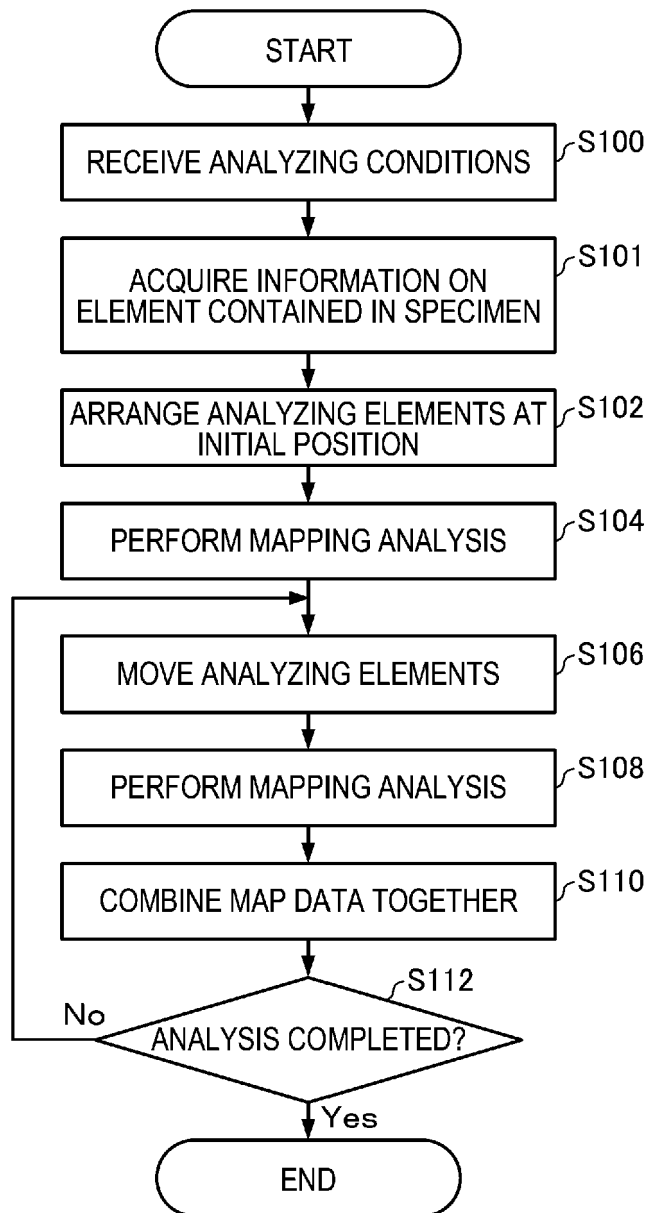 START
RECEIVE ANALYZING CONDITIONS
S100
ACQUIRE INFORMATION ON
ELEMENT CONTAINED IN SPECIMEN
S101
ARRANGE ANALYZING ELEMENTS AT
INITIAL POSITION
S102
PERFORM MAPPING ANALYSIS
S104
MOVE ANALYZING ELEMENTS
S106
PERFORM MAPPING ANALYSIS
S108
COMBINE MAP DATA TOGETHER
S110
S112
No
ANALYSIS COMPLETED?
Yes
END